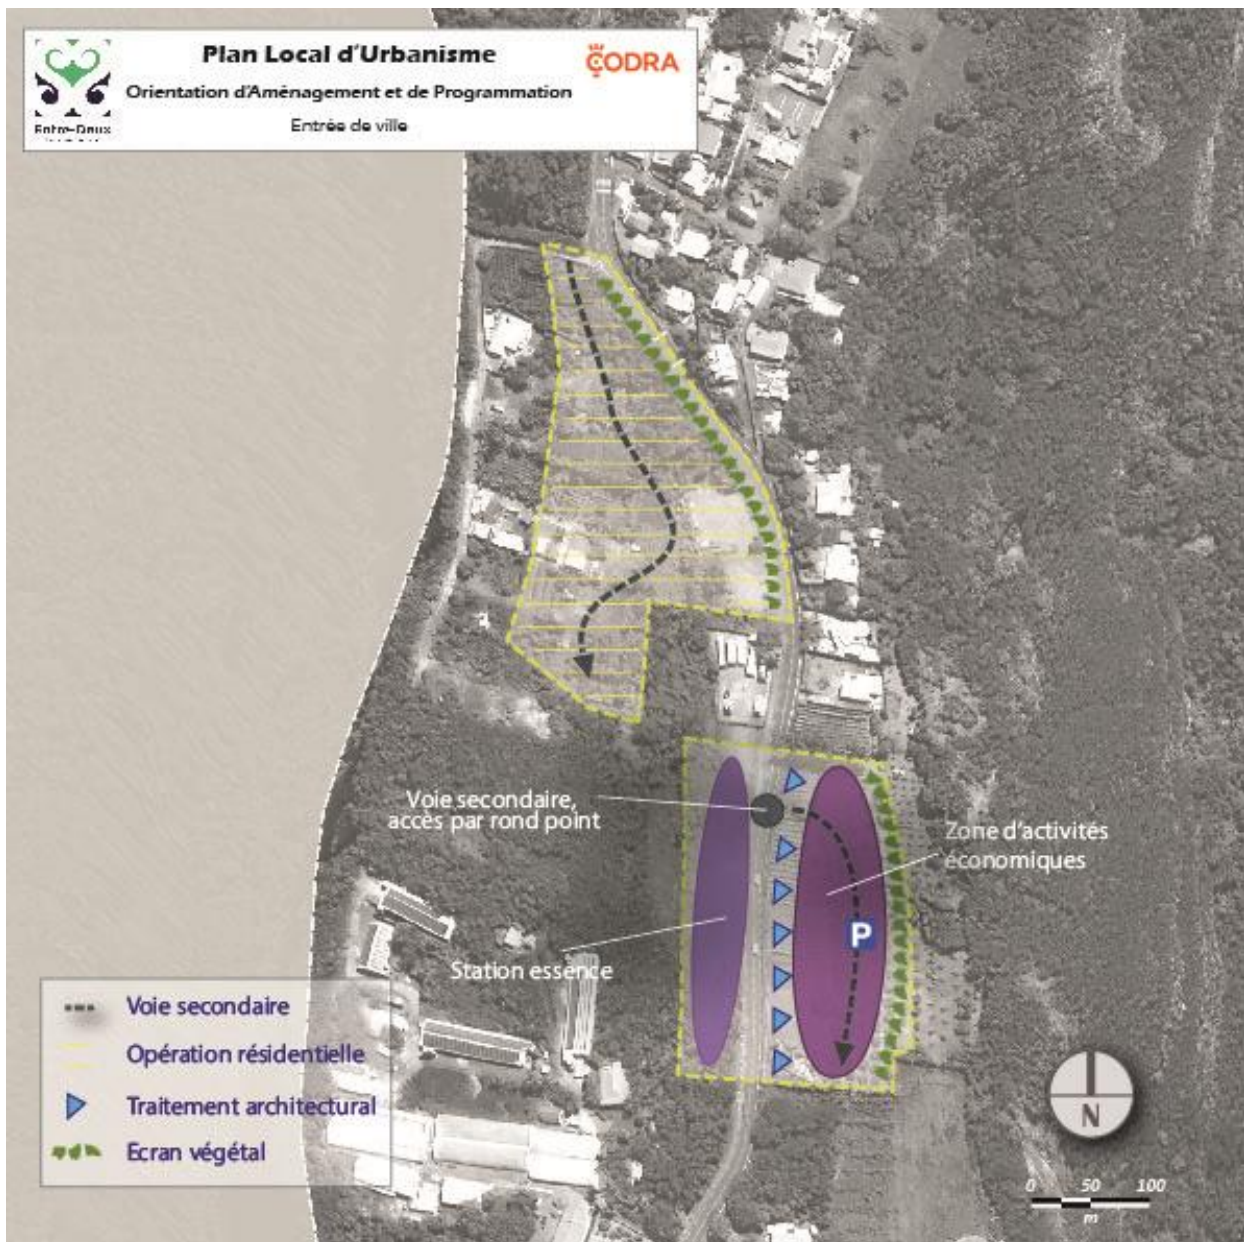 Plan Local d'Urbanisme
ÇODRA
Orientation d'Aménagement et de Programmation
Entrée de ville
Entre-Deux
Voie secondaire,
accès par rond point
Zone d'activités
économiques
P
Station essence
Voie secondaire
Opération résidentielle
Traitement architectural
Ecran végétal
N
0 50 100
m